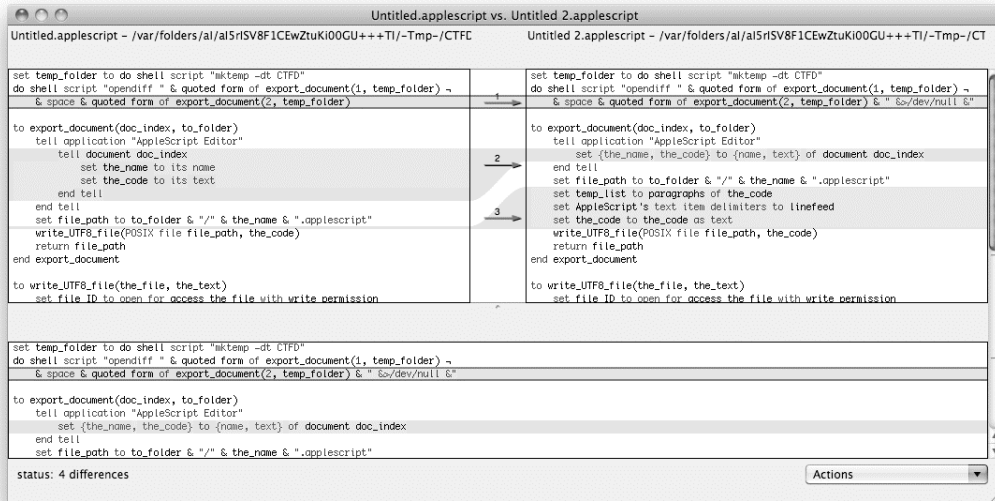 Untitled.applescript vs. Untitled 2.applescript
Untitled.applescript - /var/folders/al/al5rlSV8F1CEwZtuKi00GU+++TI/-Tmp-/CTFD
Untitled 2.applescript - /var/folders/al/al5rlSV8F1CEwZtuKi00GU+++TI/-Tmp-/CT
set temp_folder to do shell script "mktemp -dt CTFD"
do shell script "opendiff " & quoted form of export_document(1, temp_folder) ¬
& space & quoted form of export_document(2, temp_folder)
to export_document(doc_index, to_folder)
tell application "AppleScript Editor"
tell document doc_index
set the_name to its name
set the_code to its text
end tell
end tell
set file_path to to_folder & "/" & the_name & ".applescript"
write_UTF8_file(POSIX file file_path, the_code)
return file_path
end export_document
to write_UTF8_file(the_file, the_text)
set file_ID to open for access the_file with write permission
1
2
3
set temp_folder to do shell script "mktemp -dt CTFD"
do shell script "opendiff " & quoted form of export_document(1, temp_folder) ¬
& space & quoted form of export_document(2, temp_folder) & " &>/dev/null &"
to export_document(doc_index, to_folder)
tell application "AppleScript Editor"
set {the_name, the_code} to {name, text} of document doc_index
end tell
set file_path to to_folder & "/" & the_name & ".applescript"
set temp_list to paragraphs of the_code
set AppleScript's text item delimiters to linefeed
set the_code to the_code as text
write_UTF8_file(POSIX file file_path, the_code)
return file_path
end export_document
to write_UTF8_file(the_file, the_text)
set file_ID to open for access the_file with write permission
set temp_folder to do shell script "mktemp -dt CTFD"
do shell script "opendiff " & quoted form of export_document(1, temp_folder) ¬
& space & quoted form of export_document(2, temp_folder) & " &>/dev/null &"
to export_document(doc_index, to_folder)
tell application "AppleScript Editor"
set {the_name, the_code} to {name, text} of document doc_index
end tell
set file_path to to_folder & "/" & the_name & ".applescript"
status: 4 differences
Actions